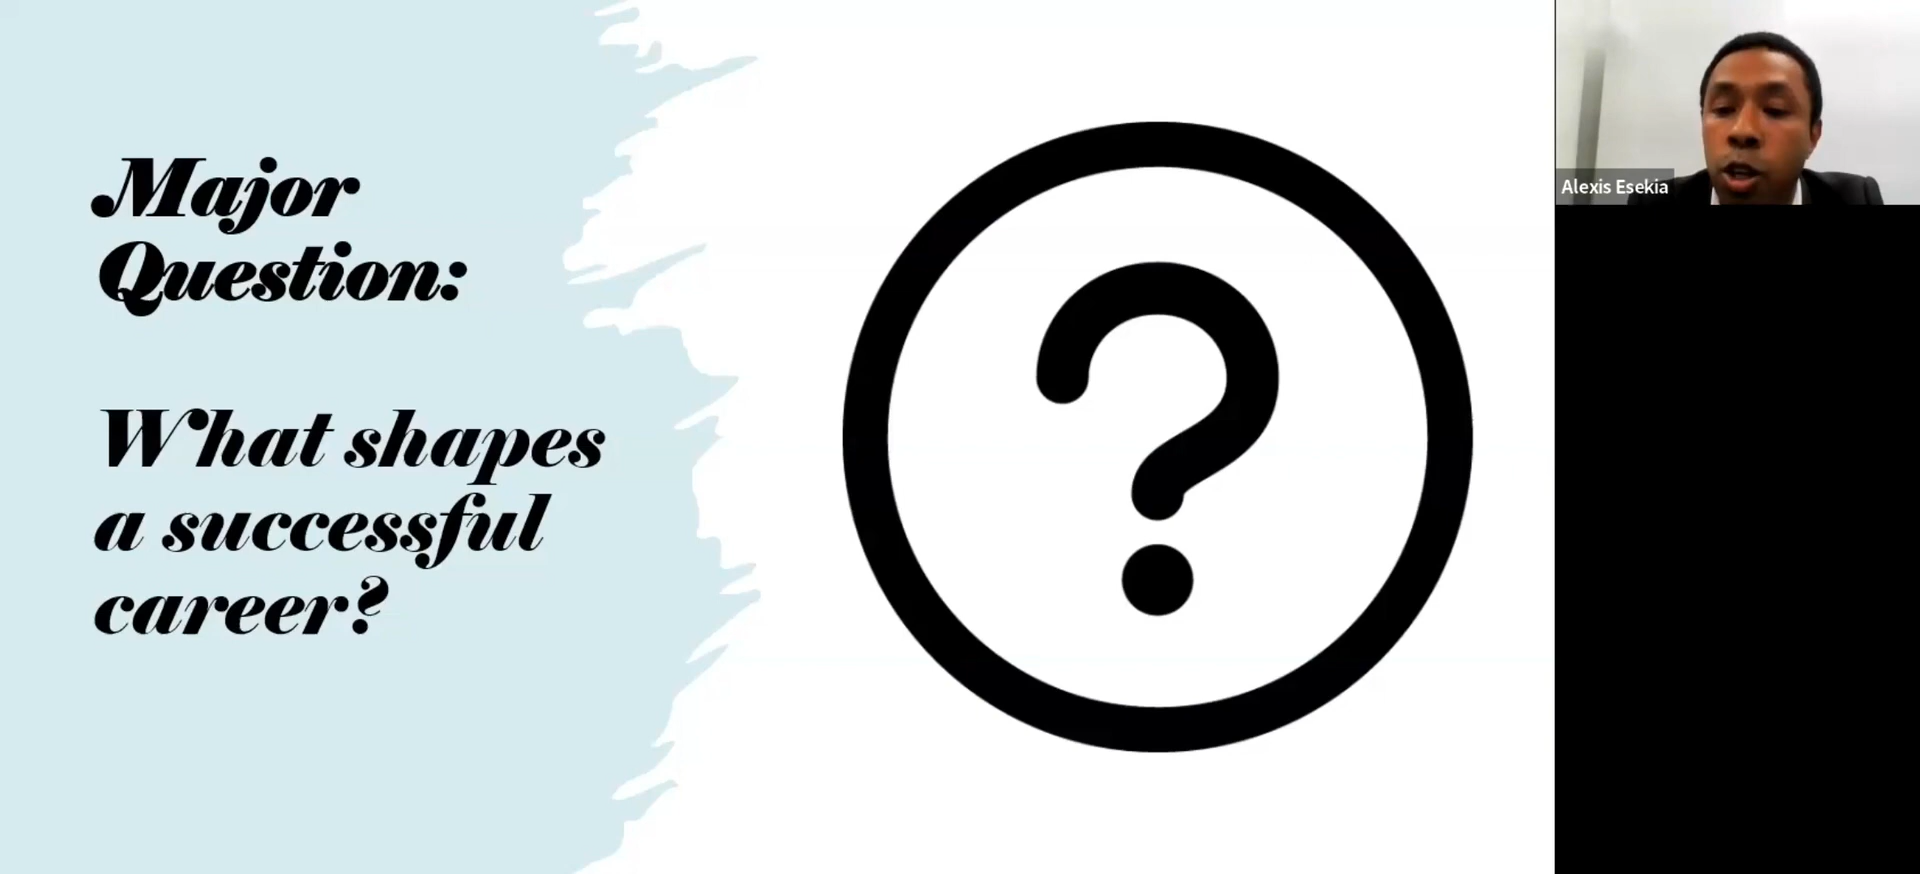 Major
Question:
What shapes
a successful
career?
?
Alexis Esekia